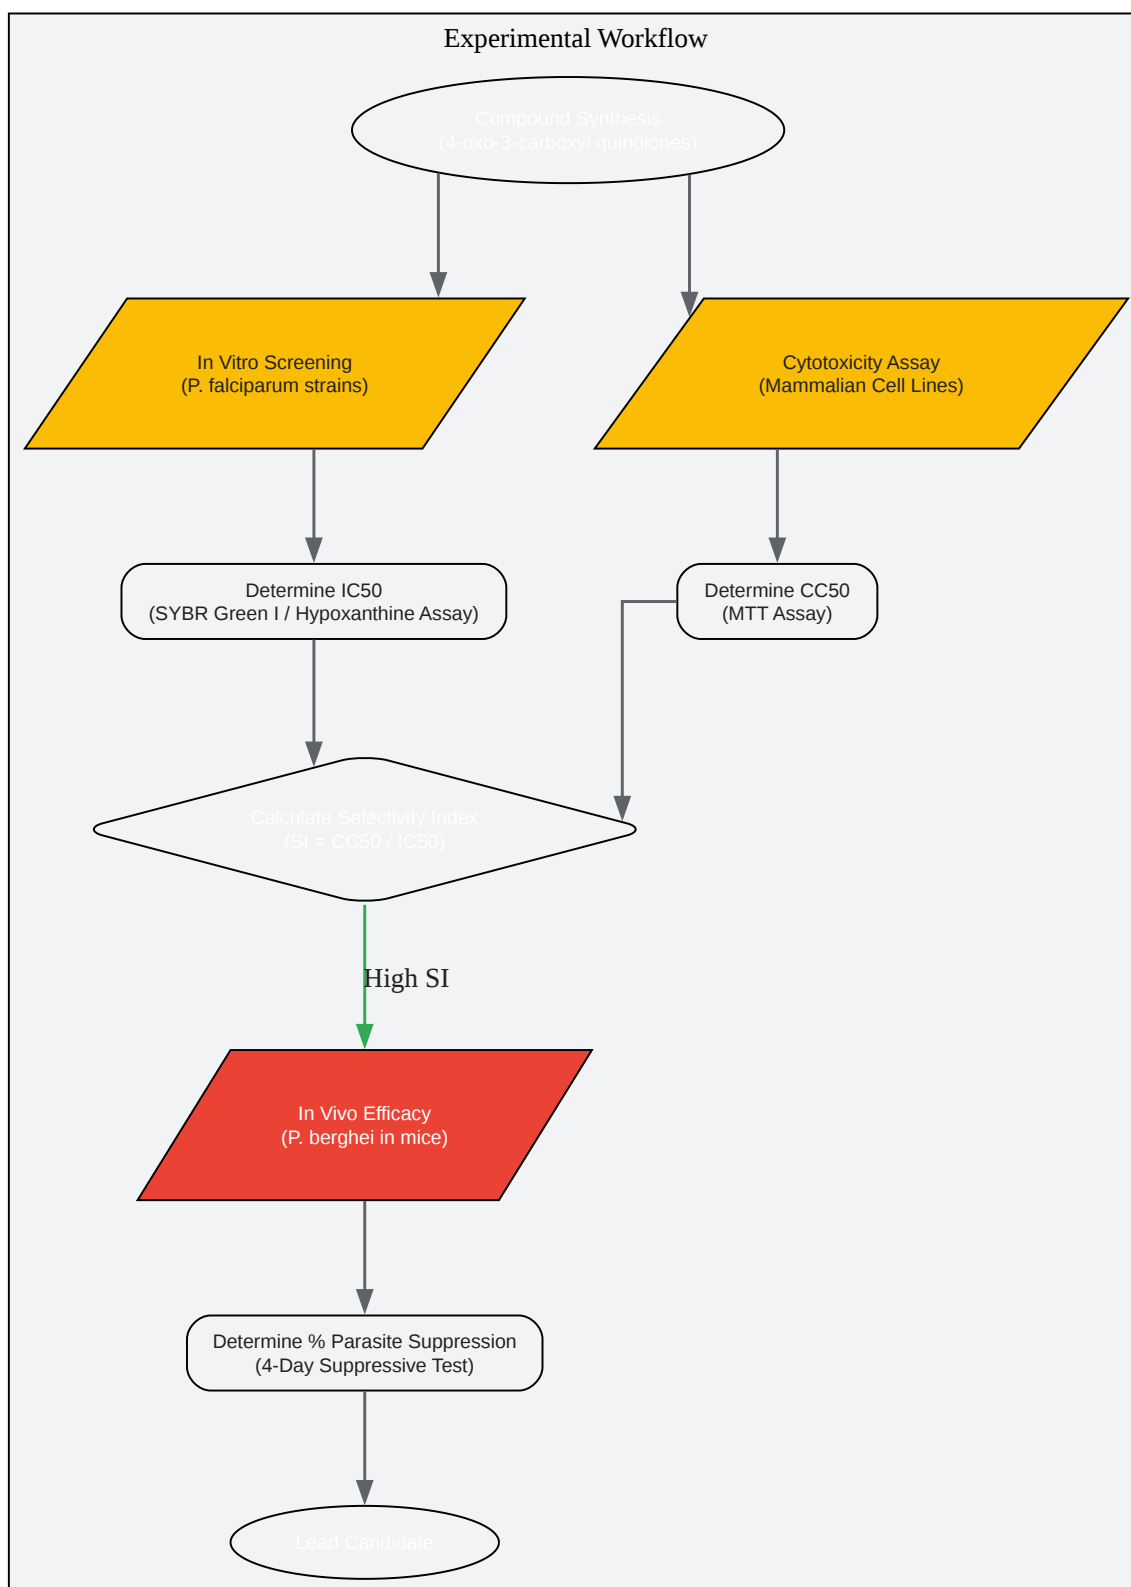 Experimental Workflow
Compound Synthesis
(4-oxo-3-carboxyl quinolones)
In Vitro Screening
(P. falciparum strains)
Cytotoxicity Assay
(Mammalian Cell Lines)
Determine IC50
(SYBR Green I / Hypoxanthine Assay)
Determine CC50
(MTT Assay)
Calculate Selectivity Index
(SI = CC50 / IC50)
High SI
In Vivo Efficacy
(P. berghei in mice)
Determine % Parasite Suppression
(4-Day Suppressive Test)
Lead Candidate